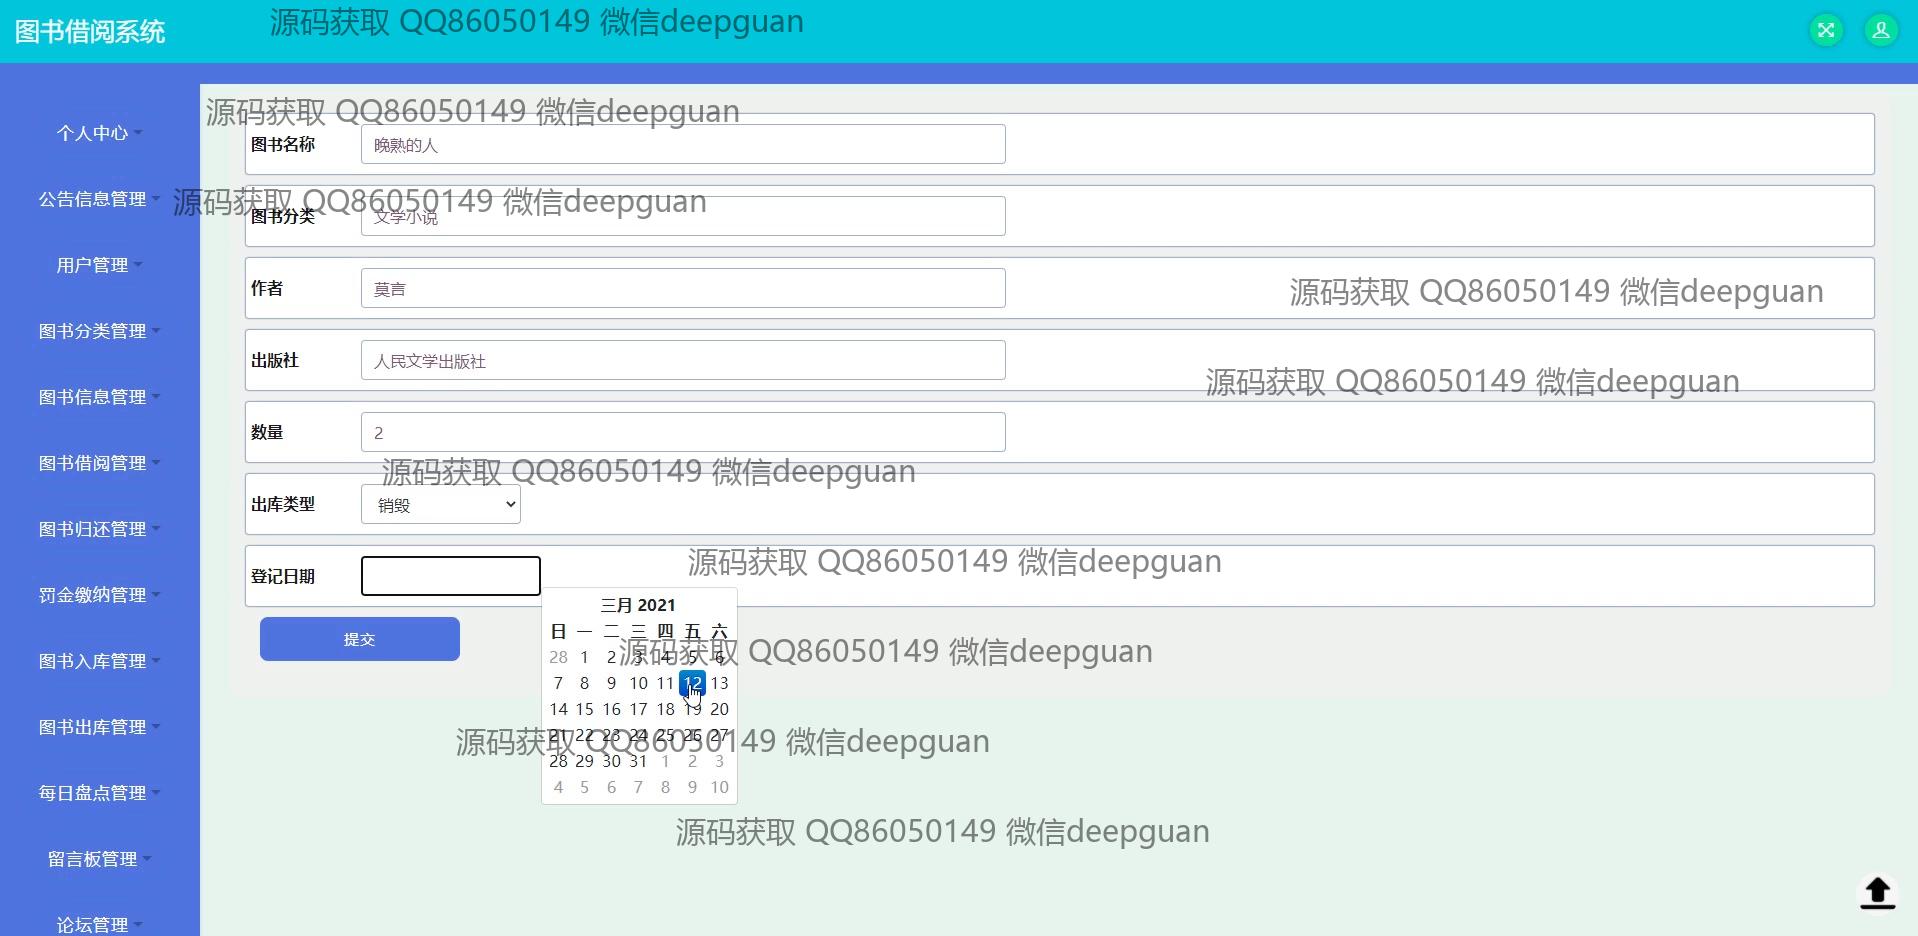 图书借阅系统
源码获取 QQ86050149 微信deepguan
个人中心
公告信息管理
用户管理
图书分类管理
图书信息管理
图书借阅管理
图书归还管理
罚金缴纳管理
图书入库管理
图书出库管理
每日盘点管理
留言板管理
论坛管理
源码获取 QQ86050149 微信deepguan
图书名称 晚熟的人
源码获取 QQ86050149 微信deepguan
图书分类 文学小说
作者 莫言
源码获取 QQ86050149 微信deepguan
出版社 人民文学出版社
源码获取 QQ86050149 微信deepguan
数量 2
源码获取 QQ86050149 微信deepguan
出库类型 销毁
源码获取 QQ86050149 微信deepguan
登记日期
提交
三月 2021
日 一 二 三 四 五 六
28 1 2 3 4 5 6
源码获取 QQ86050149 微信deepguan
7 8 9 10 11 12 13
14 15 16 17 18 19 20
21 22 23 24 25 26 27
源码获取 QQ86050149 微信deepguan
28 29 30 31 1 2 3
4 5 6 7 8 9 10
源码获取 QQ86050149 微信deepguan